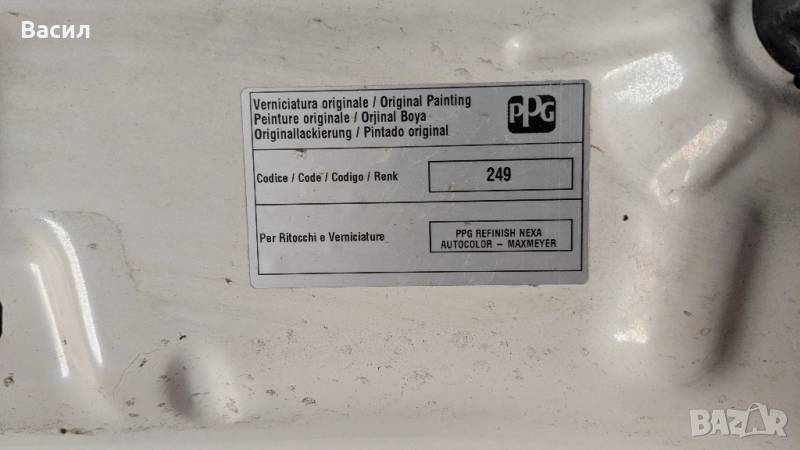 Васил
Verniciatura originale / Original Painting
Peinture originale / Orjinal Boya
Originallackierung / Pintado original
PPG
Codice / Code / Codigo / Renk
249
Per Ritocchi e Verniciature
PPG REFINISH NEXA
AUTOCOLOR – MAXMEYER
BAZAR